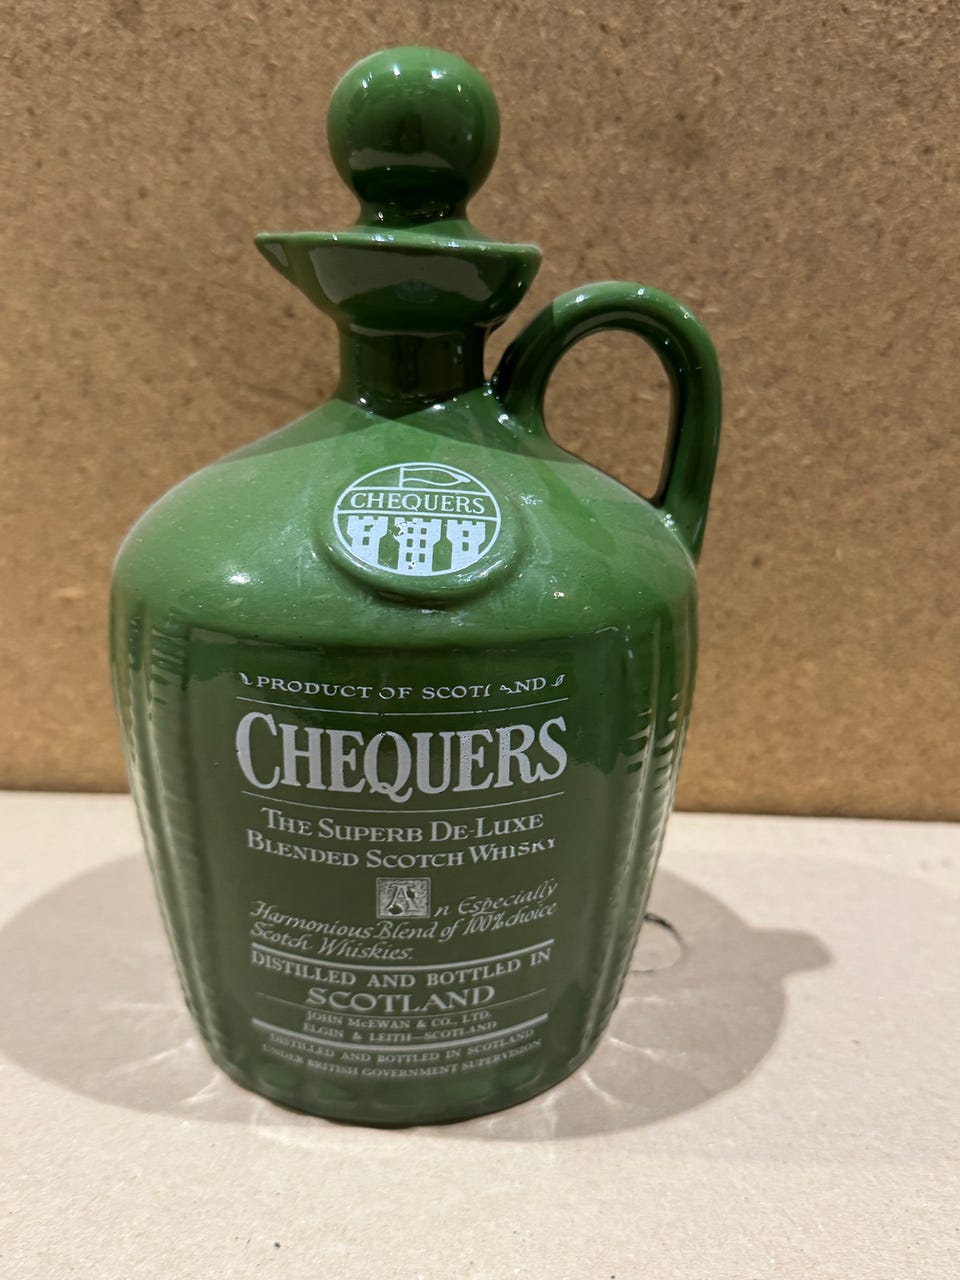 CHEQUERS
PRODUCT OF SCOTLAND
CHEQUERS
THE SUPERB DE-LUXE
BLENDED SCOTCH WHISKY
An Especially
Harmonious Blend of 100% choice
Scotch Whiskies.
DISTILLED AND BOTTLED IN
SCOTLAND
JOHN McEWAN & CO., LTD.
ELGIN & LEITH—SCOTLAND
DISTILLED AND BOTTLED IN SCOTLAND
UNDER BRITISH GOVERNMENT SUPERVISION